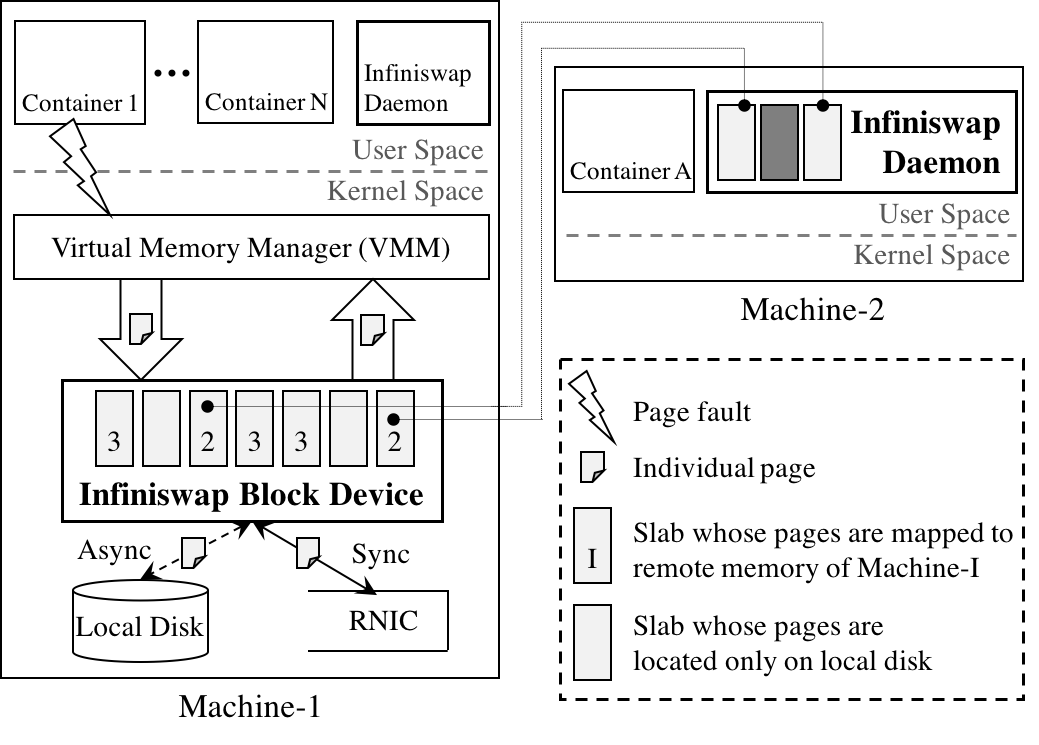 Container 1
•••
Container N
Infiniswap
Daemon
User Space
Kernel Space
Virtual Memory Manager (VMM)
3
2
3
3
2
Infiniswap Block Device
Async
Sync
Local Disk
RNIC
Machine-1
Container A
Infiniswap
Daemon
User Space
Kernel Space
Machine-2
Page fault
Individual page
I
Slab whose pages are mapped to
remote memory of Machine-I
Slab whose pages are
located only on local disk